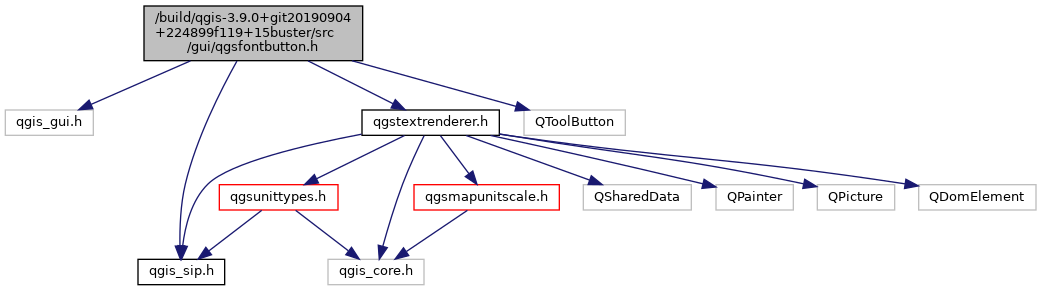 /build/qgis-3.9.0+git20190904
+224899f119+15buster/src
/gui/qgsfontbutton.h
qgis_gui.h
qgstextrenderer.h
QToolButton
qgsunittypes.h
qgsmapunitscale.h
QSharedData
QPainter
QPicture
QDomElement
qgis_sip.h
qgis_core.h